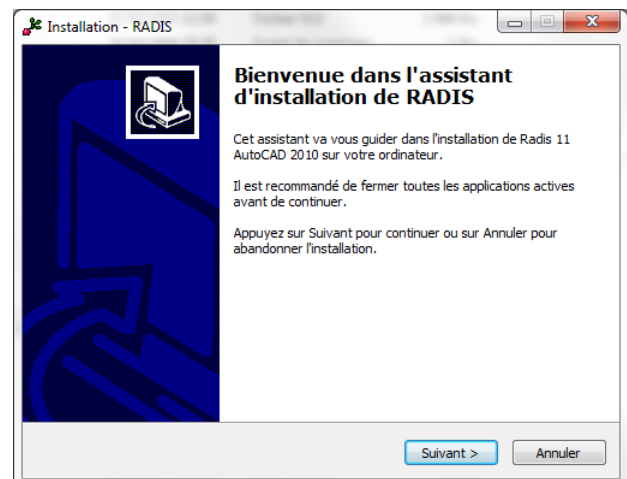 Installation - RADIS
Bienvenue dans l'assistant
d'installation de RADIS
Cet assistant va vous guider dans l'installation de Radis 11
AutoCAD 2010 sur votre ordinateur.
Il est recommandé de fermer toutes les applications actives
avant de continuer.
Appuyez sur Suivant pour continuer ou sur Annuler pour
abandonner l'installation.
Suivant >
Annuler